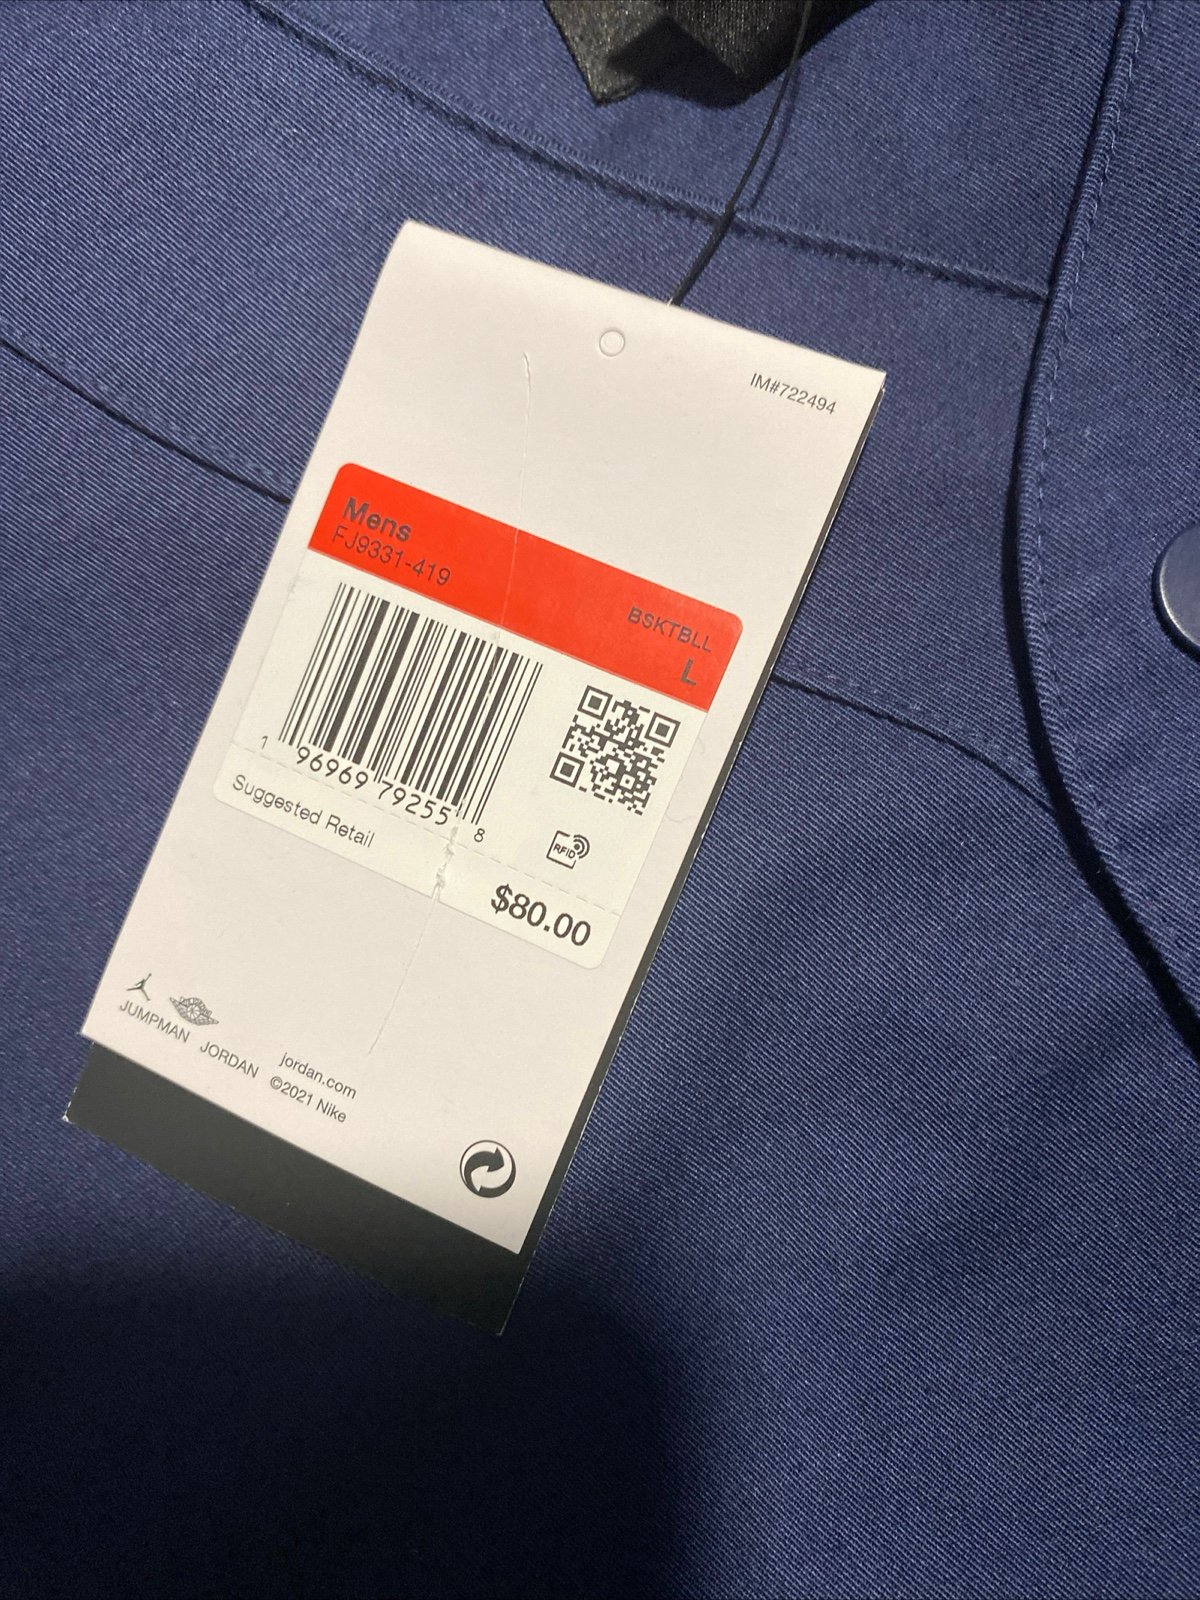 IM#722494
Mens
FJ9331-419
BSKTBLL
L
1 96969 79255 8
RFID
Suggested Retail
$80.00
JUMPMAN JORDAN
jordan.com
©2021 Nike